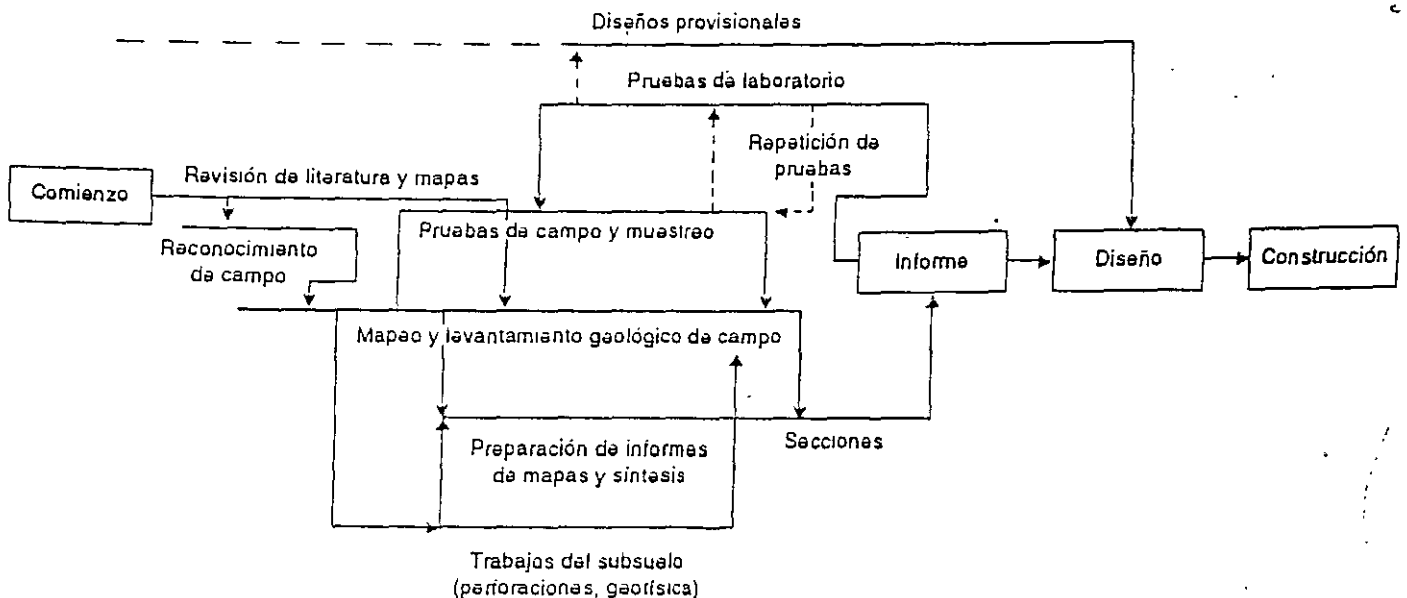 Diseños provisionales
Pruebas de laboratorio
Repetición de
pruebas
Revisión de literatura y mapas
Comienzo
Pruebas de campo y muestreo
Reconocimiento
de campo
Informe
Diseño
Construcción
Mapeo y levantamiento geológico de campo
Secciones
Preparación de informes
de mapas y síntesis
Trabajos del subsuelo
(perforaciones, georísica)